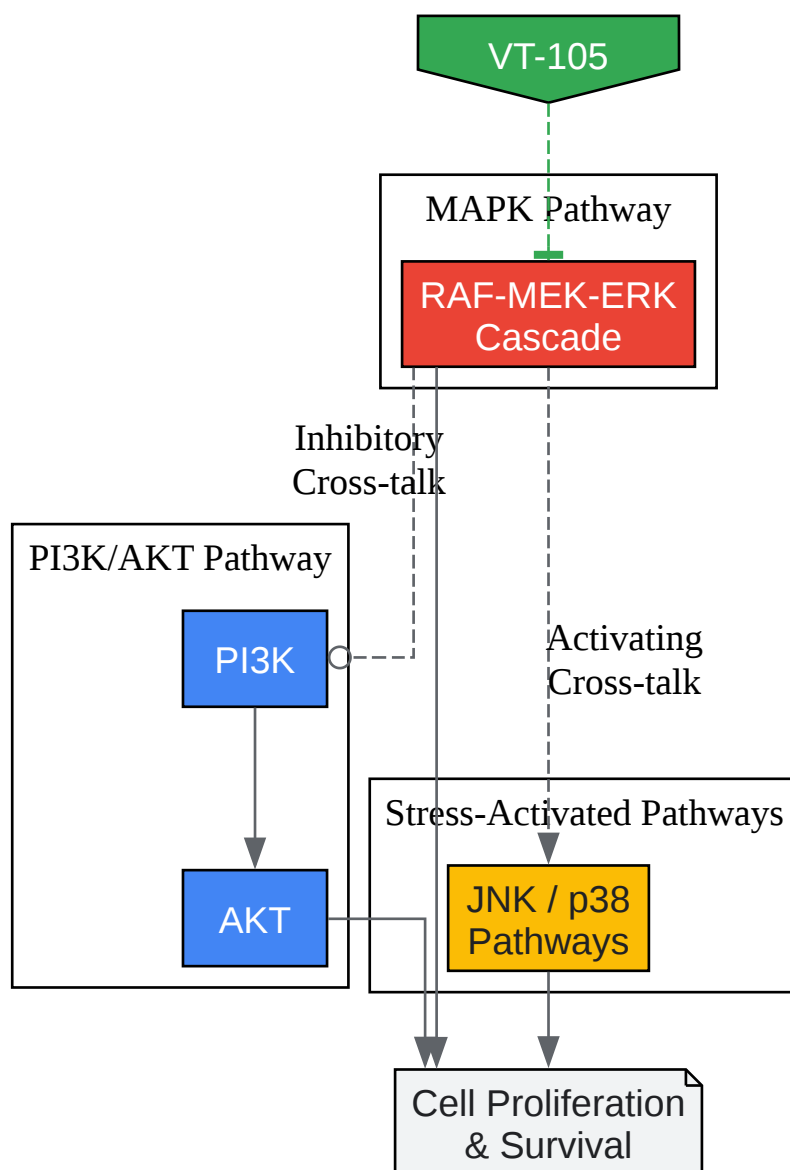 VT-105
MAPK Pathway
RAF-MEK-ERK
Cascade
Inhibitory
Cross-talk
PI3K/AKT Pathway
PI3K
Activating
Cross-talk
Stress-Activated Pathways
AKT
JNK / p38
Pathways
Cell Proliferation
& Survival